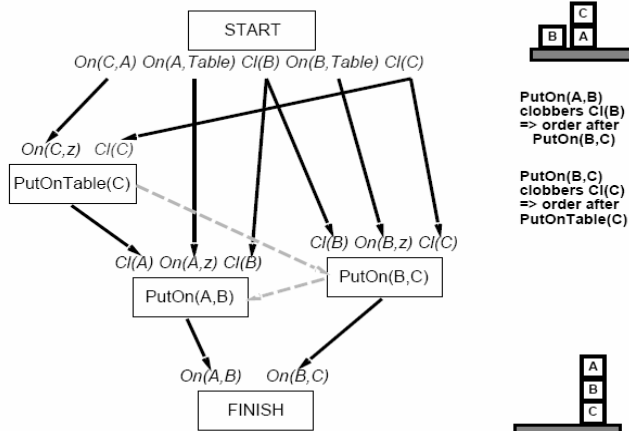 START
On(C,A) On(A,Table) Cl(B) On(B,Table) Cl(C)
On(C,z) Cl(C)
PutOnTable(C)
Cl(A) On(A,z) Cl(B)
PutOn(A,B)
Cl(B) On(B,z) Cl(C)
PutOn(B,C)
On(A,B) On(B,C)
FINISH
C
B A
PutOn(A,B)
clobbers Cl(B)
=> order after
PutOn(B,C)
PutOn(B,C)
clobbers Cl(C)
=> order after
PutOnTable(C)
A
B
C